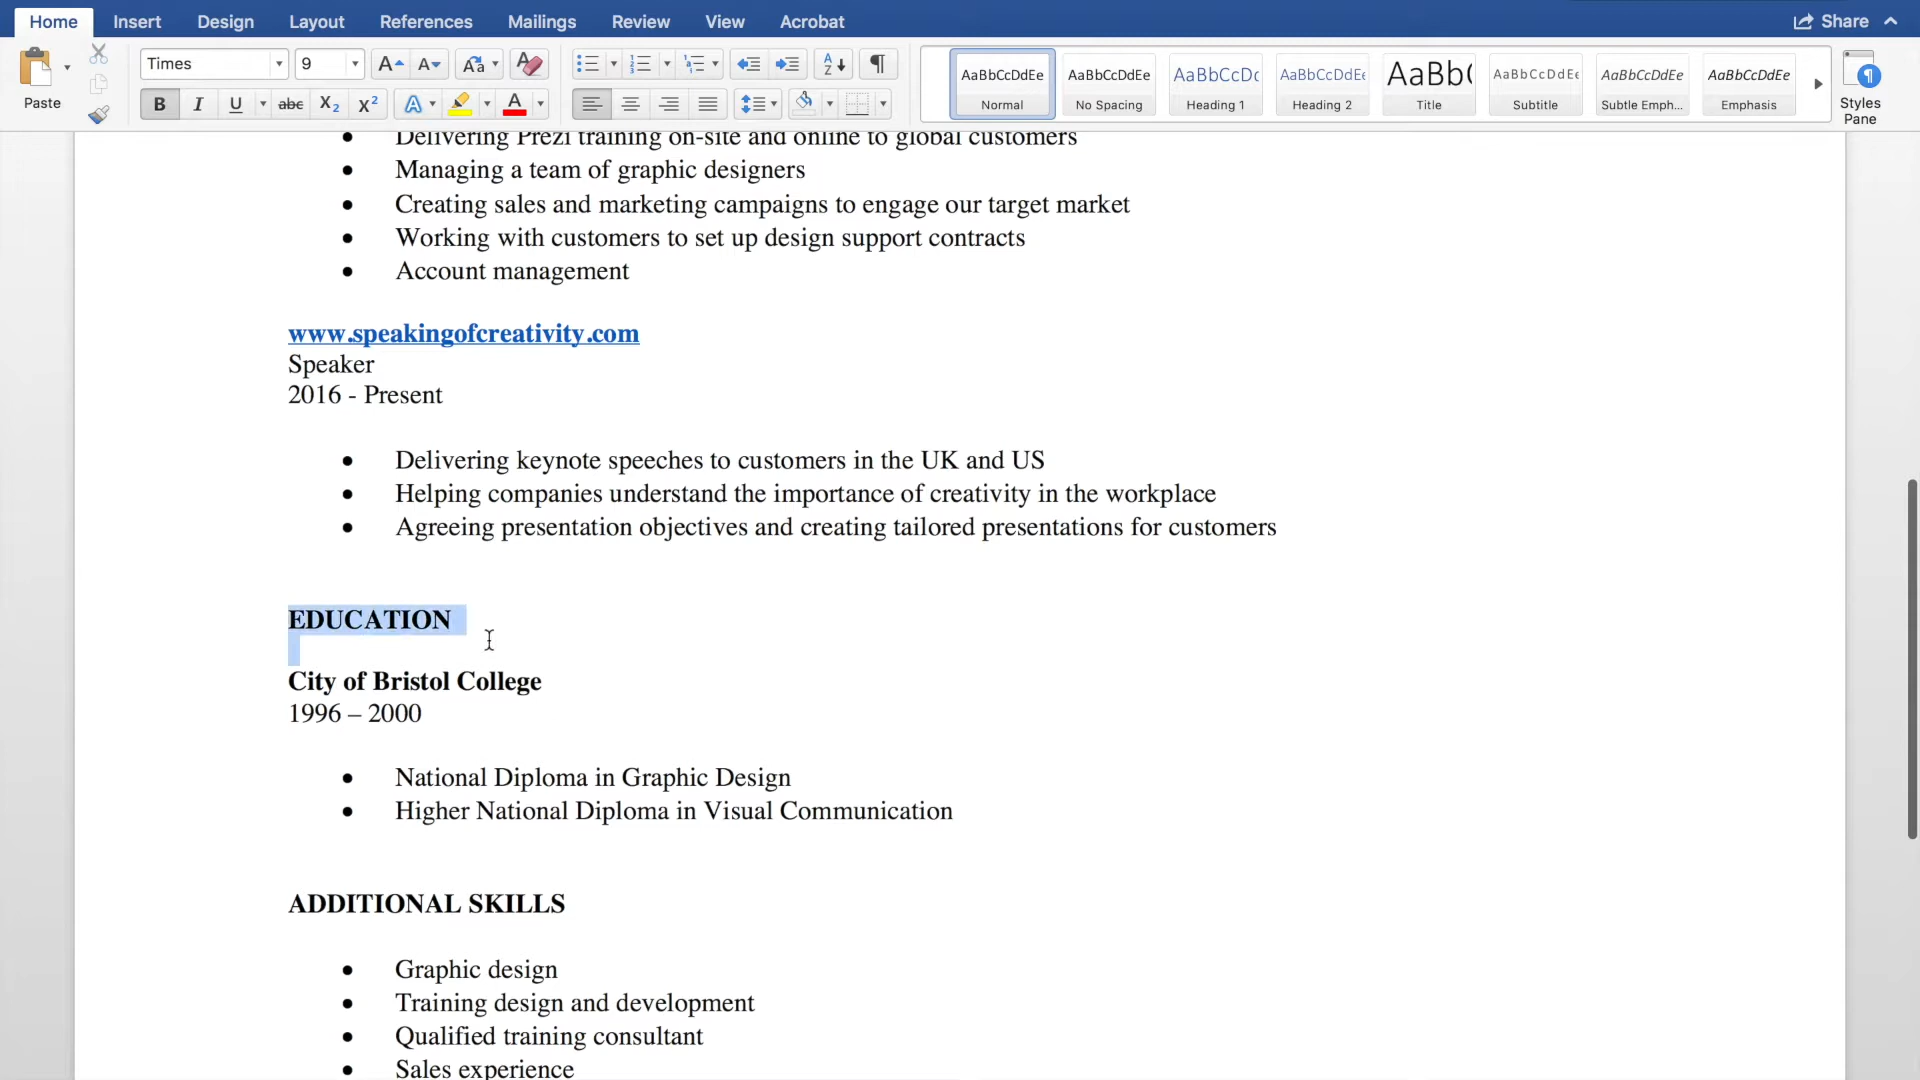 Home Insert Design Layout References Mailings Review View Acrobat Share
Times 9 Aa
Paste B I U abc X2 X2 A A
AaBbCcDdEe AaBbCcDdEe AaBbCcDc AaBbCcDdEe AaBb( AaBbCcDdEe AaBbCcDdEe AaBbCcDdEe
Normal No Spacing Heading 1 Heading 2 Title Subtitle Subtle Emph... Emphasis
Styles
Pane
• Delivering Prezi training on-site and online to global customers
• Managing a team of graphic designers
• Creating sales and marketing campaigns to engage our target market
• Working with customers to set up design support contracts
• Account management
www.speakingofcreativity.com
Speaker
2016 - Present
• Delivering keynote speeches to customers in the UK and US
• Helping companies understand the importance of creativity in the workplace
• Agreeing presentation objectives and creating tailored presentations for customers
EDUCATION
City of Bristol College
1996 – 2000
• National Diploma in Graphic Design
• Higher National Diploma in Visual Communication
ADDITIONAL SKILLS
• Graphic design
• Training design and development
• Qualified training consultant
• Sales experience